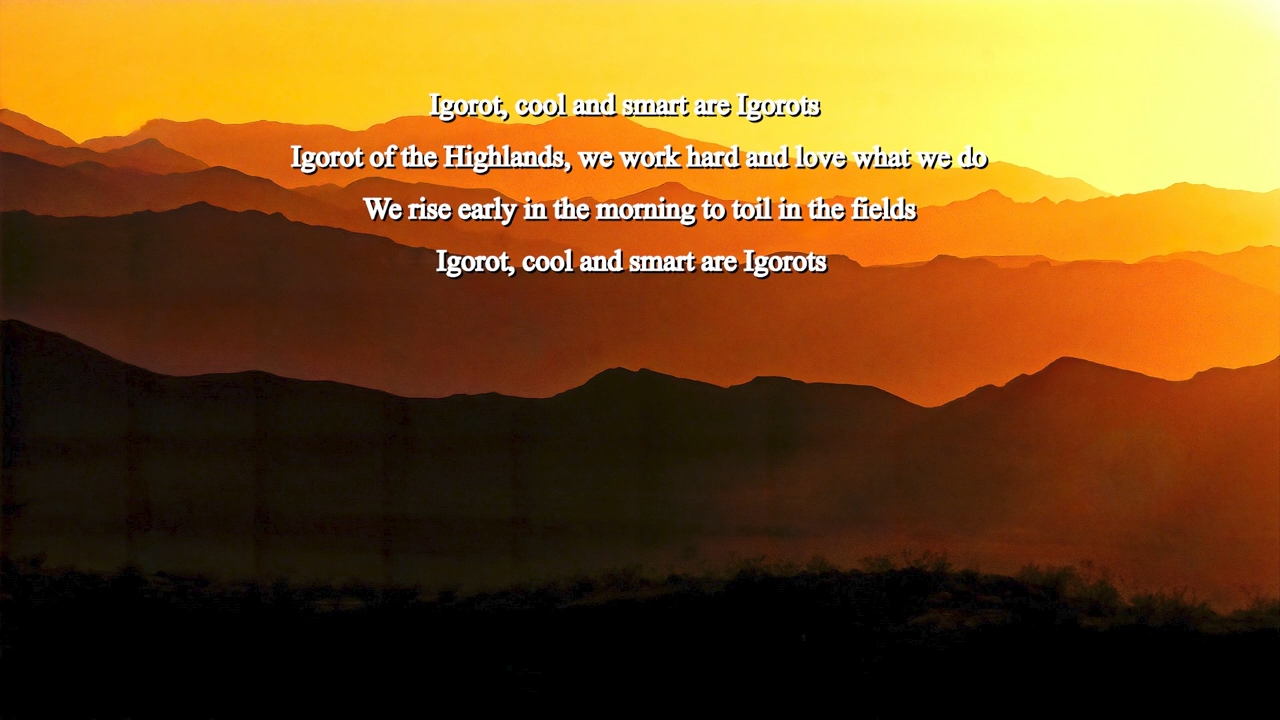 Igorot, cool and smart are Igorots
Igorot of the Highlands, we work hard and love what we do
We rise early in the morning to toil in the fields
Igorot, cool and smart are Igorots